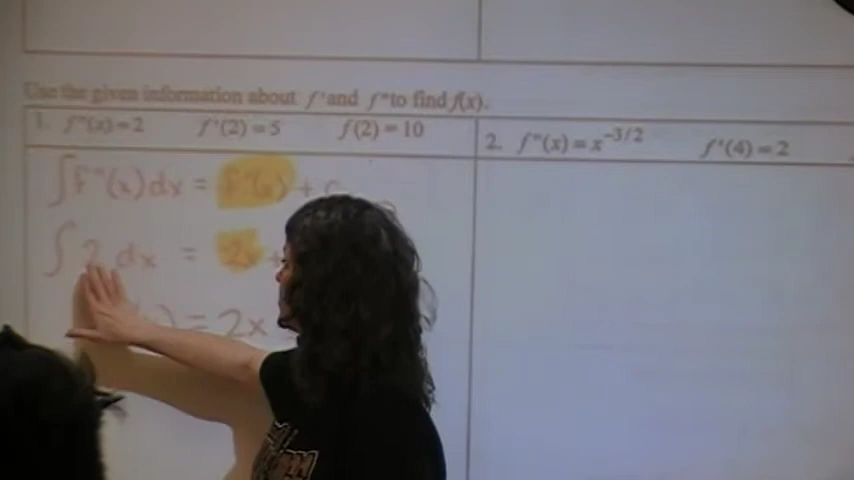 Use the given information about f' and f" to find f(x).
1. f"(x)=2 f'(2)=5 f(2)=10
2. f"(x)=x^-3/2 f'(4)=2
∫f"(x)dx = f'(x) + C
∫2 dx = 2x +
) = 2x